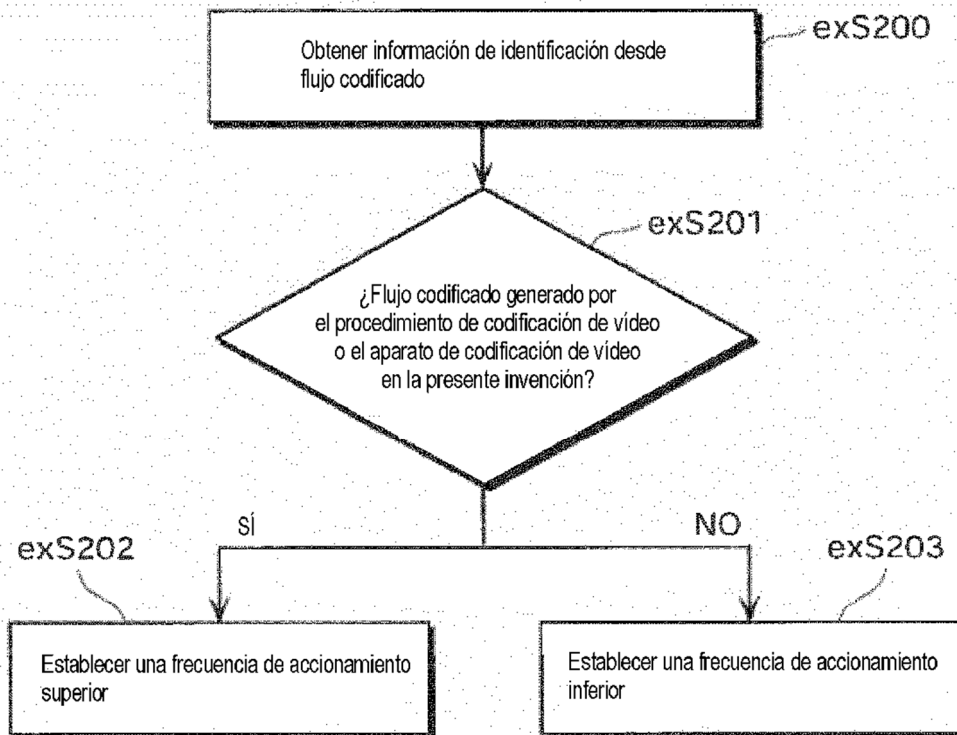 exS200
Obtener información de identificación desde
flujo codificado
exS201
¿Flujo codificado generado por
el procedimiento de codificación de vídeo
o el aparato de codificación de vídeo
en la presente invención?
SÍ
NO
exS202
exS203
Establecer una frecuencia de accionamiento
superior
Establecer una frecuencia de accionamiento
inferior